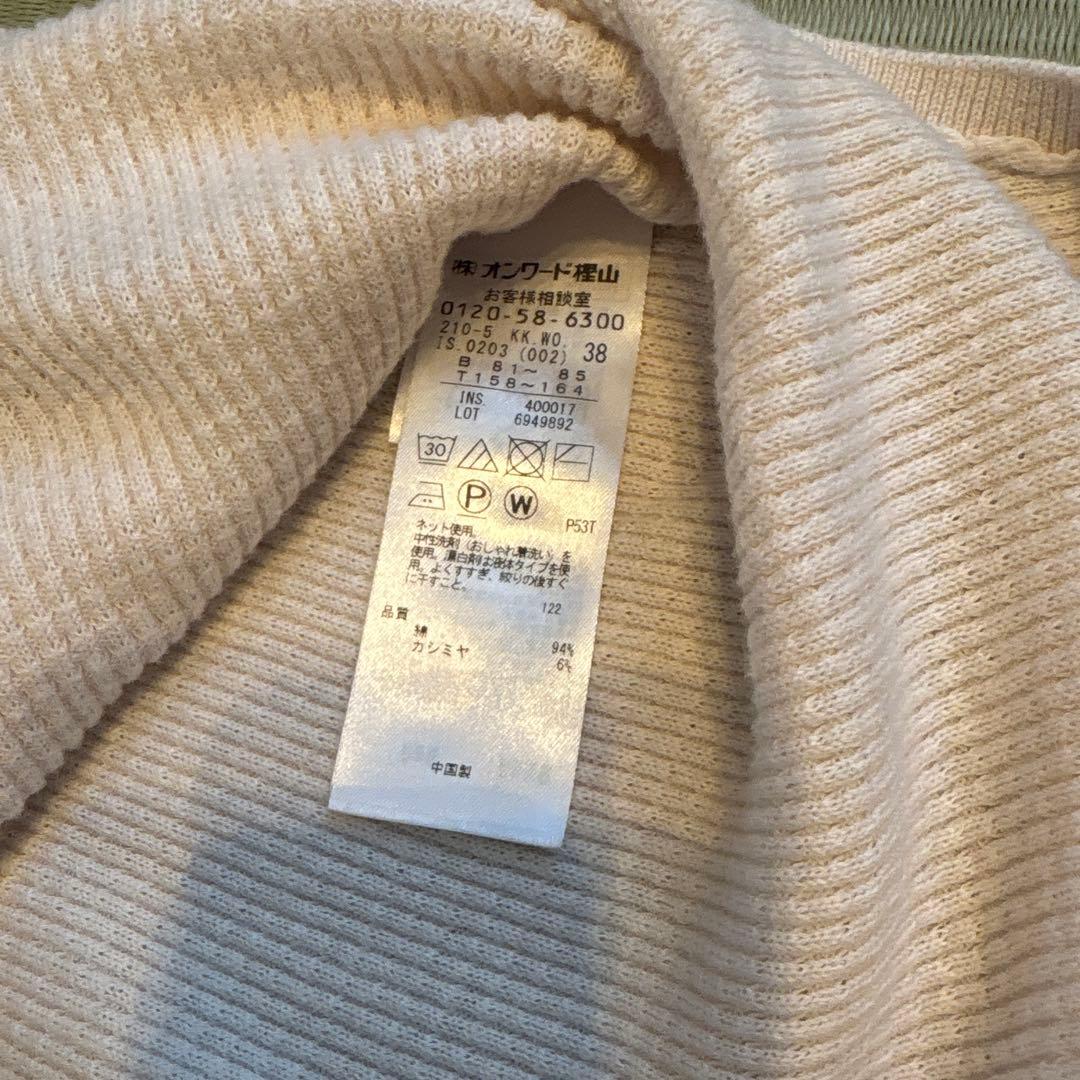 (株)オンワード樫山
お客様相談室
0120-58-6300
210-5 KK.WO.
IS.0203 (002) 38
B 81～ 85
T158～164
INS. 400017
LOT 6949892
30
P W P53T
ネット使用。
中性洗剤（おしゃれ着洗い）を
使用。漂白剤は液体タイプを使
用。よくすすぎ、絞りの後すぐ
に干すこと。
122
品質
綿 94%
カシミヤ 6%
中国製